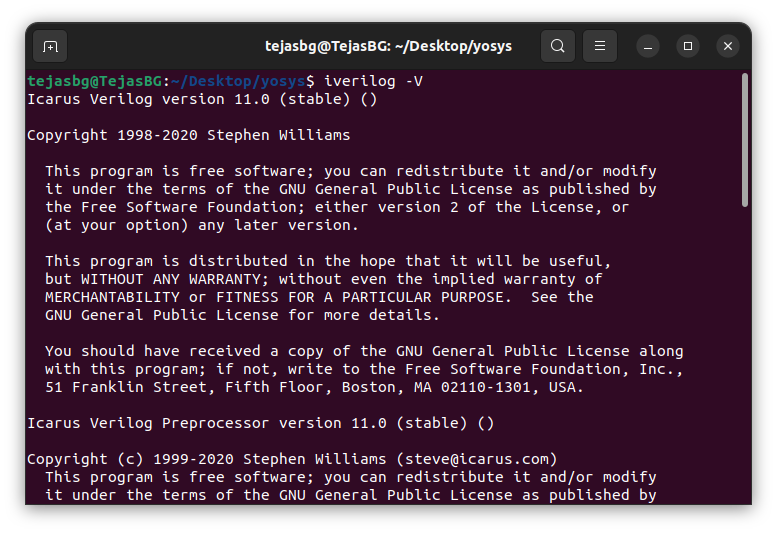 tejasbg@TejasBG: ~/Desktop/yosys
tejasbg@TejasBG:~/Desktop/yosys$ iverilog -V
Icarus Verilog version 11.0 (stable) ()

Copyright 1998-2020 Stephen Williams

  This program is free software; you can redistribute it and/or modify
  it under the terms of the GNU General Public License as published by
  the Free Software Foundation; either version 2 of the License, or
  (at your option) any later version.

  This program is distributed in the hope that it will be useful,
  but WITHOUT ANY WARRANTY; without even the implied warranty of
  MERCHANTABILITY or FITNESS FOR A PARTICULAR PURPOSE.  See the
  GNU General Public License for more details.

  You should have received a copy of the GNU General Public License along
  with this program; if not, write to the Free Software Foundation, Inc.,
  51 Franklin Street, Fifth Floor, Boston, MA 02110-1301, USA.

Icarus Verilog Preprocessor version 11.0 (stable) ()

Copyright (c) 1999-2020 Stephen Williams (steve@icarus.com)
  This program is free software; you can redistribute it and/or modify
  it under the terms of the GNU General Public License as published by